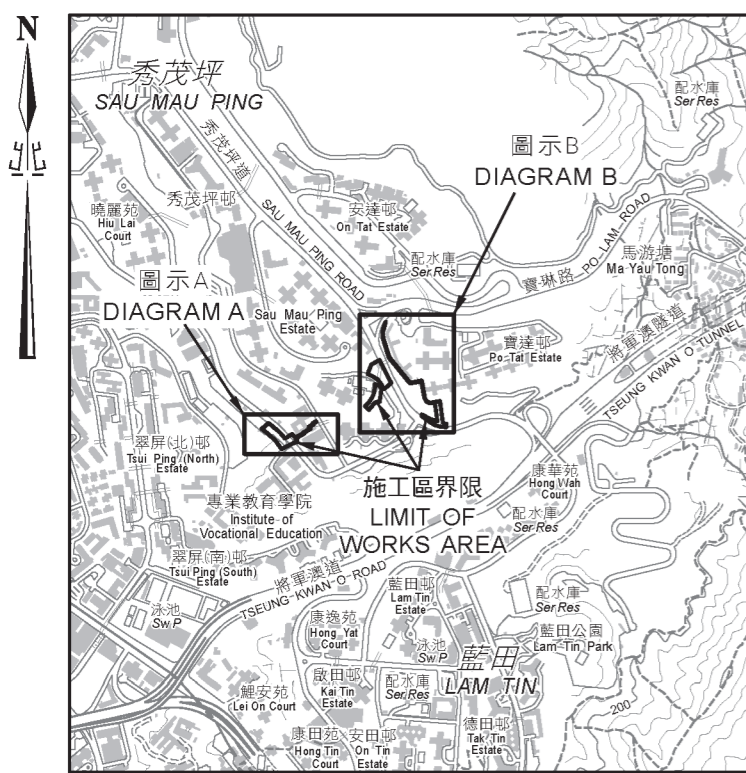 N
秀茂坪
SAU MAU PING
配水庫
Ser Res
圖示B
DIAGRAM B
秀茂坪道
SAU MAU PING ROAD
秀茂坪邨
曉麗苑
Hiu Lai
Court
安達邨
On Tat Estate
配水庫
Ser Res
寶琳路 PO LAM ROAD
馬游塘
Ma Yau Tong
圖示A
DIAGRAM A
Sau Mau Ping
Estate
寶達邨
Po Tat Estate
將軍澳隧道
TSEUNG KWAN O TUNNEL
翠屏(北)邨
Tsui Ping (North)
Estate
施工區界限
LIMIT OF
WORKS AREA
康華苑
Hong Wah
Court
專業教育學院
Institute of
Vocational Education
配水庫
Ser Res
翠屏(南)邨
Tsui Ping (South)
Estate
將軍澳道
TSEUNG KWAN O ROAD
藍田邨
Lam Tin
Estate
配水庫
Ser Res
泳池
Sw P
康逸苑
Hong Yat
Court
泳池
Sw P
藍田公園
Lam Tin Park
藍田
LAM TIN
鯉安苑
Lei On Court
啟田邨
Kai Tin
Estate
配水庫
Ser Res
200
康田苑
Hong Tin
Court
安田邨
On Tin
Estate
德田邨
Tak Tin
Estate